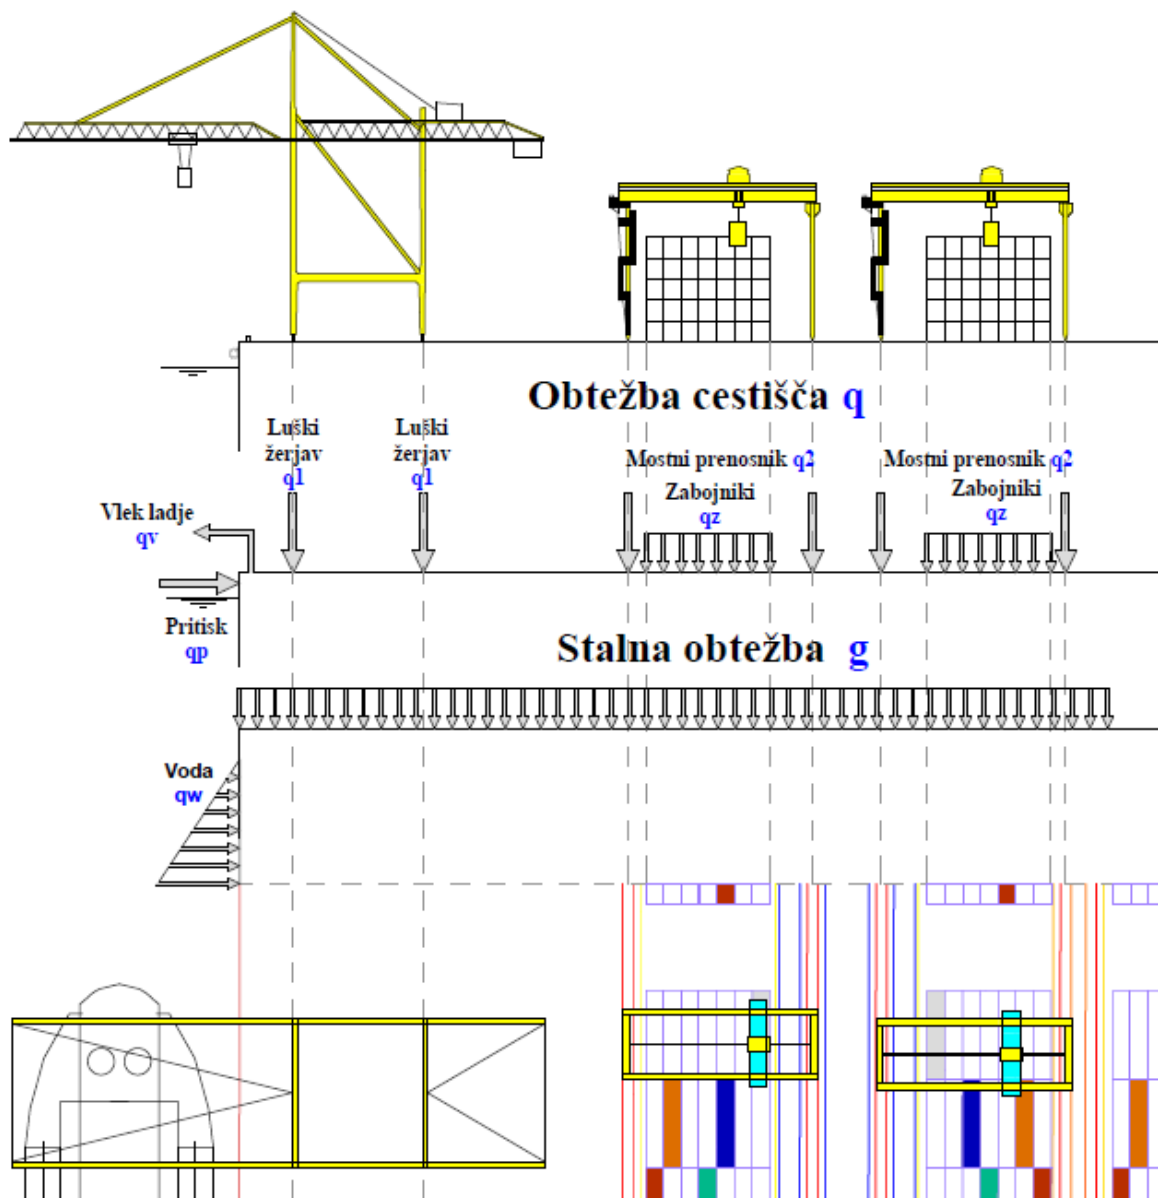 Obtežba cestišča q
Luški
žerjav
q1
Luški
žerjav
q1
Mostni prenosnik q2
Zabojniki
qz
Mostni prenosnik q2
Zabojniki
qz
Vlek ladje
qv
Pritisk
qp
Stalna obtežba g
Voda
qw